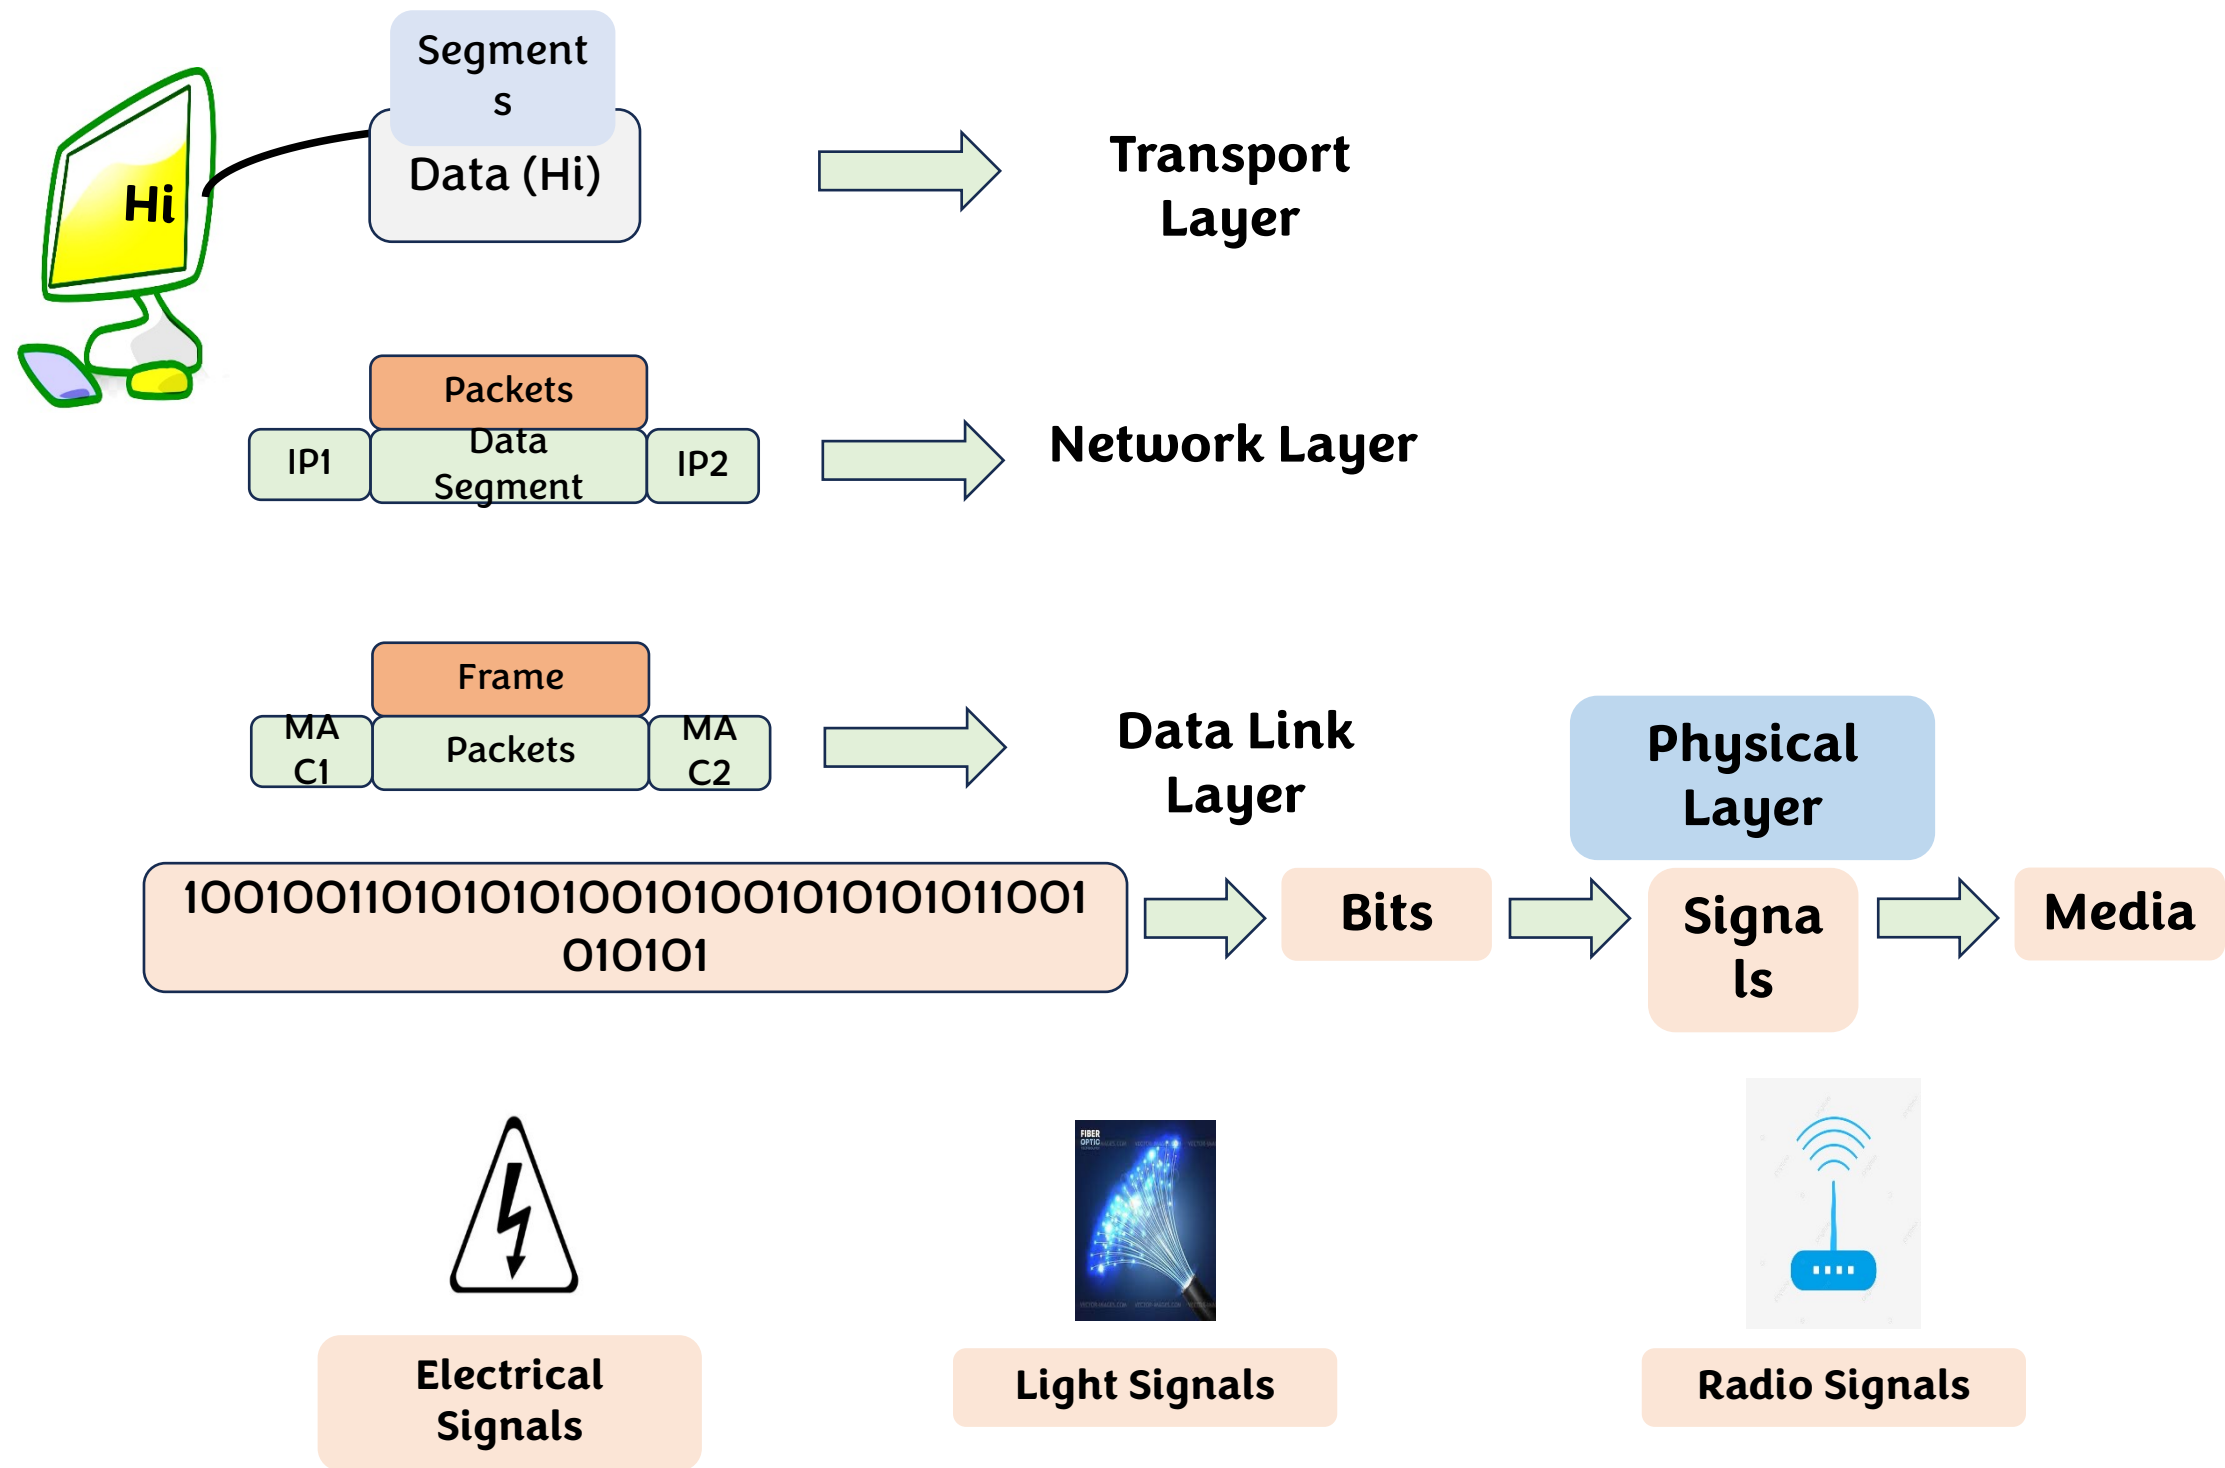 Segment
s
Data (Hi)
Hi
Transport
Layer
Packets
IP1
Data
Segment
IP2
Network Layer
Frame
MA
C1
Packets
MA
C2
Data Link
Layer
Physical
Layer
100100110101010100101001010101011001
010101
Bits
Signa
ls
Media
FIBER
OPTIC
Electrical
Signals
Light Signals
Radio Signals